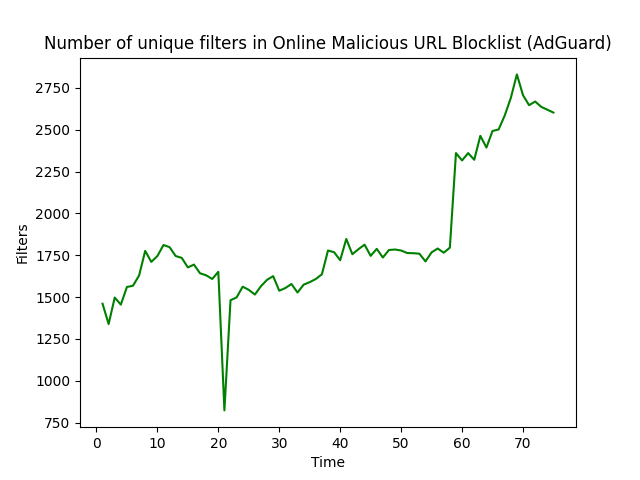 Number of unique filters in Online Malicious URL Blocklist (AdGuard)
2750
2500
2250
2000
1750
1500
1250
1000
750
Filters
0 10 20 30 40 50 60 70
Time